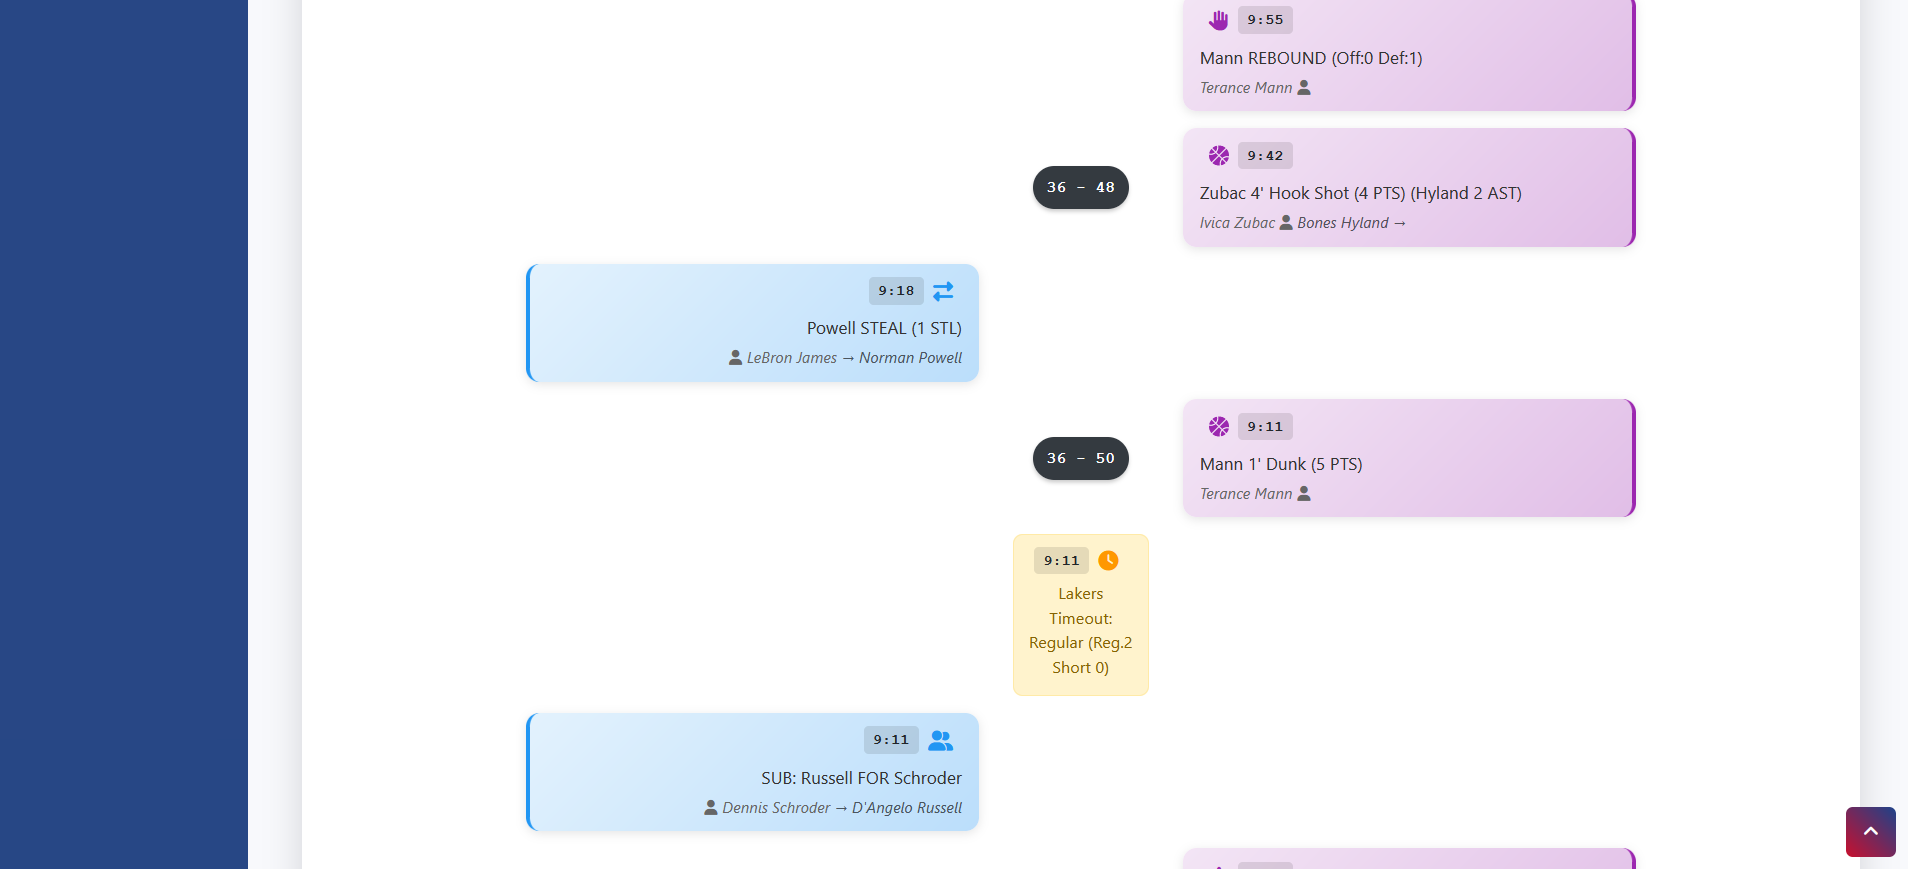 9:55
Mann REBOUND (Off:0 Def:1)
Terance Mann
9:42
36 - 48
Zubac 4' Hook Shot (4 PTS) (Hyland 2 AST)
Ivica Zubac Bones Hyland →
9:18
Powell STEAL (1 STL)
LeBron James → Norman Powell
9:11
36 - 50
Mann 1' Dunk (5 PTS)
Terance Mann
9:11
Lakers
Timeout:
Regular (Reg.2
Short 0)
9:11
SUB: Russell FOR Schroder
Dennis Schroder → D'Angelo Russell